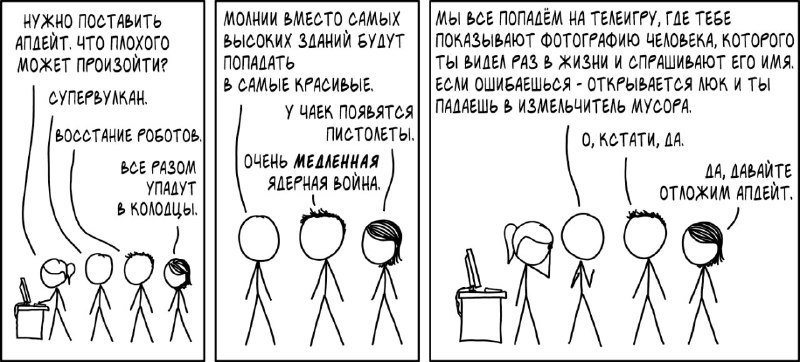 НУЖНО ПОСТАВИТЬ
АПДЕЙТ. ЧТО ПЛОХОГО
МОЖЕТ ПРОИЗОЙТИ?
СУПЕРВУЛКАН.
ВОССТАНИЕ РОБОТОВ.
ВСЕ РАЗОМ
УПАДУТ
В КОЛОДЦЫ.
МОЛНИИ ВМЕСТО САМЫХ
ВЫСОКИХ ЗДАНИЙ БУДУТ
ПОПАДАТЬ
В САМЫЕ КРАСИВЫЕ.
У ЧАЕК ПОЯВЯТСЯ
ПИСТОЛЕТЫ.
ОЧЕНЬ МЕДЛЕННАЯ
ЯДЕРНАЯ ВОЙНА.
МЫ ВСЕ ПОПАДЁМ НА ТЕЛЕИГРУ, ГДЕ ТЕБЕ
ПОКАЗЫВАЮТ ФОТОГРАФИЮ ЧЕЛОВЕКА, КОТОРОГО
ТЫ ВИДЕЛ РАЗ В ЖИЗНИ И СПРАШИВАЮТ ЕГО ИМЯ.
ЕСЛИ ОШИБАЕШЬСЯ - ОТКРЫВАЕТСЯ ЛЮК И ТЫ
ПАДАЕШЬ В ИЗМЕЛЬЧИТЕЛЬ МУСОРА.
О, КСТАТИ, ДА.
ДА, ДАВАЙТЕ
ОТЛОЖИМ АПДЕЙТ.